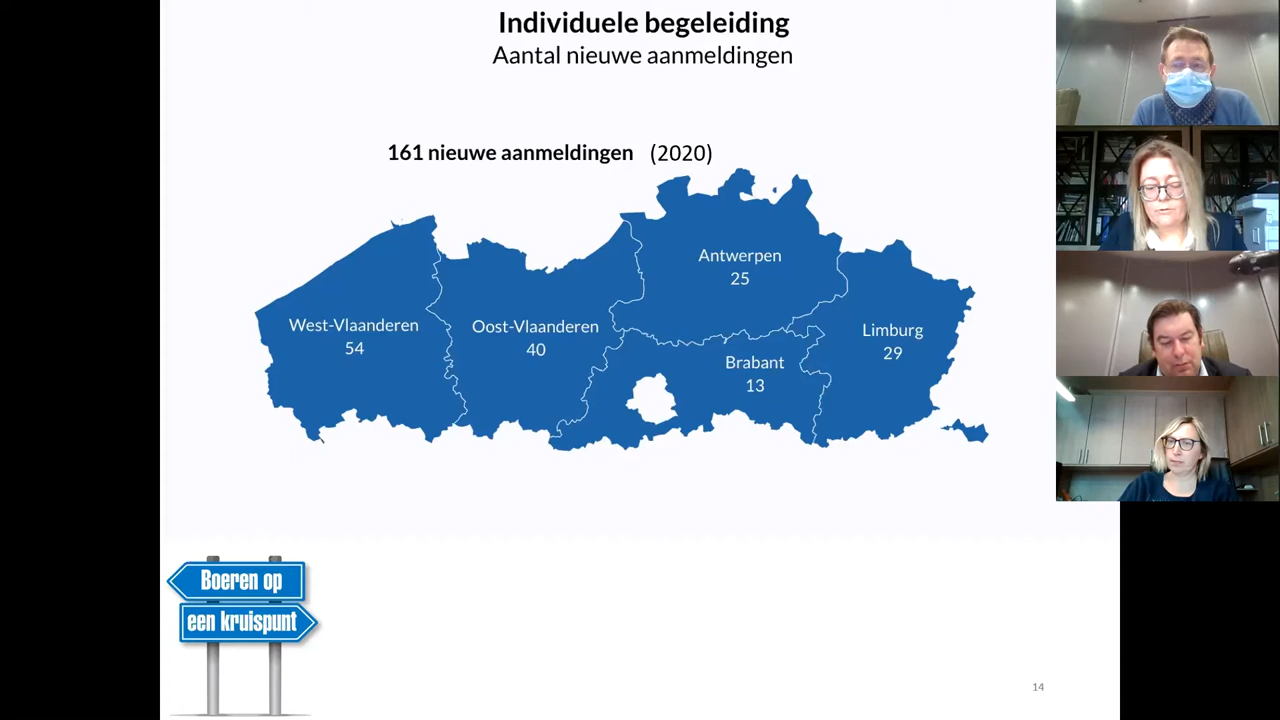 Individuele begeleiding
Aantal nieuwe aanmeldingen
161 nieuwe aanmeldingen (2020)
Antwerpen
25
West-Vlaanderen
54
Oost-Vlaanderen
40
Limburg
29
Brabant
13
Boeren op
een kruispunt
14